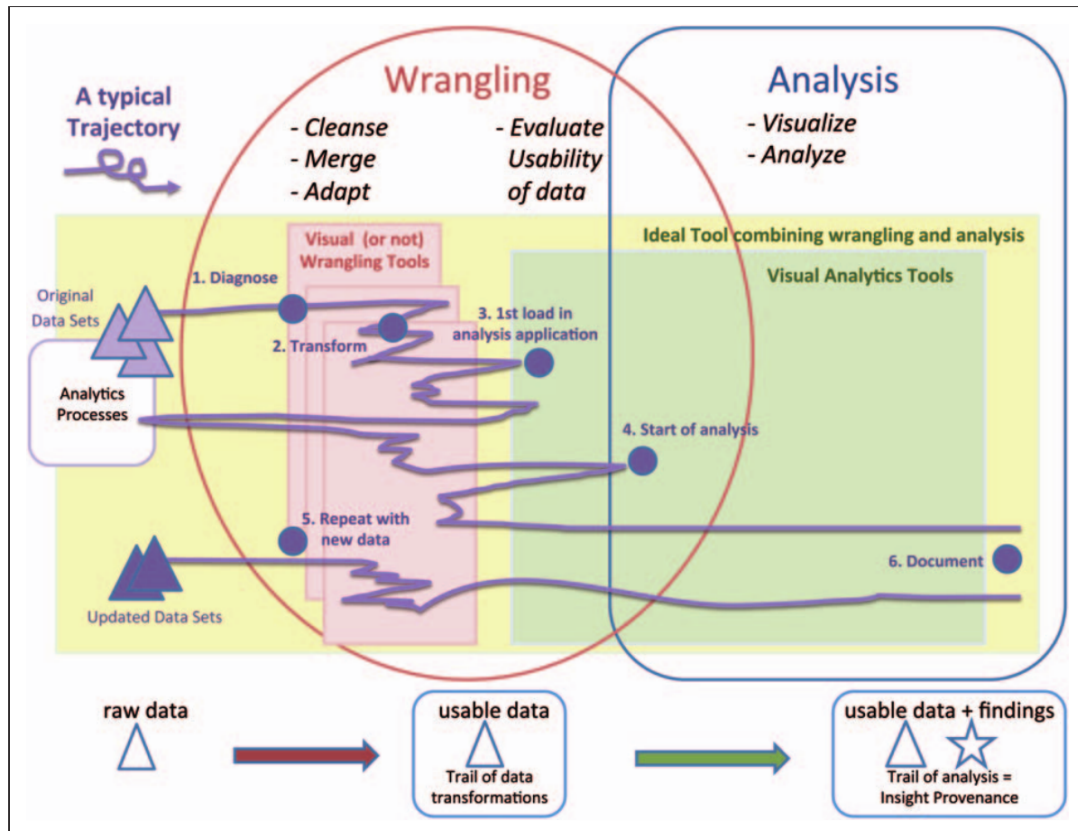 Wrangling
Analysis
A typical
Trajectory
- Cleanse
- Merge
- Adapt
- Evaluate
Usability
of data
- Visualize
- Analyze
Visual (or not)
Wrangling Tools
Ideal Tool combining wrangling and analysis
Visual Analytics Tools
1. Diagnose
Original
Data Sets
2. Transform
3. 1st load in
analysis application
Analytics
Processes
4. Start of analysis
5. Repeat with
new data
6. Document
Updated Data Sets
raw data
usable data
Trail of data
transformations
usable data + findings
Trail of analysis =
Insight Provenance